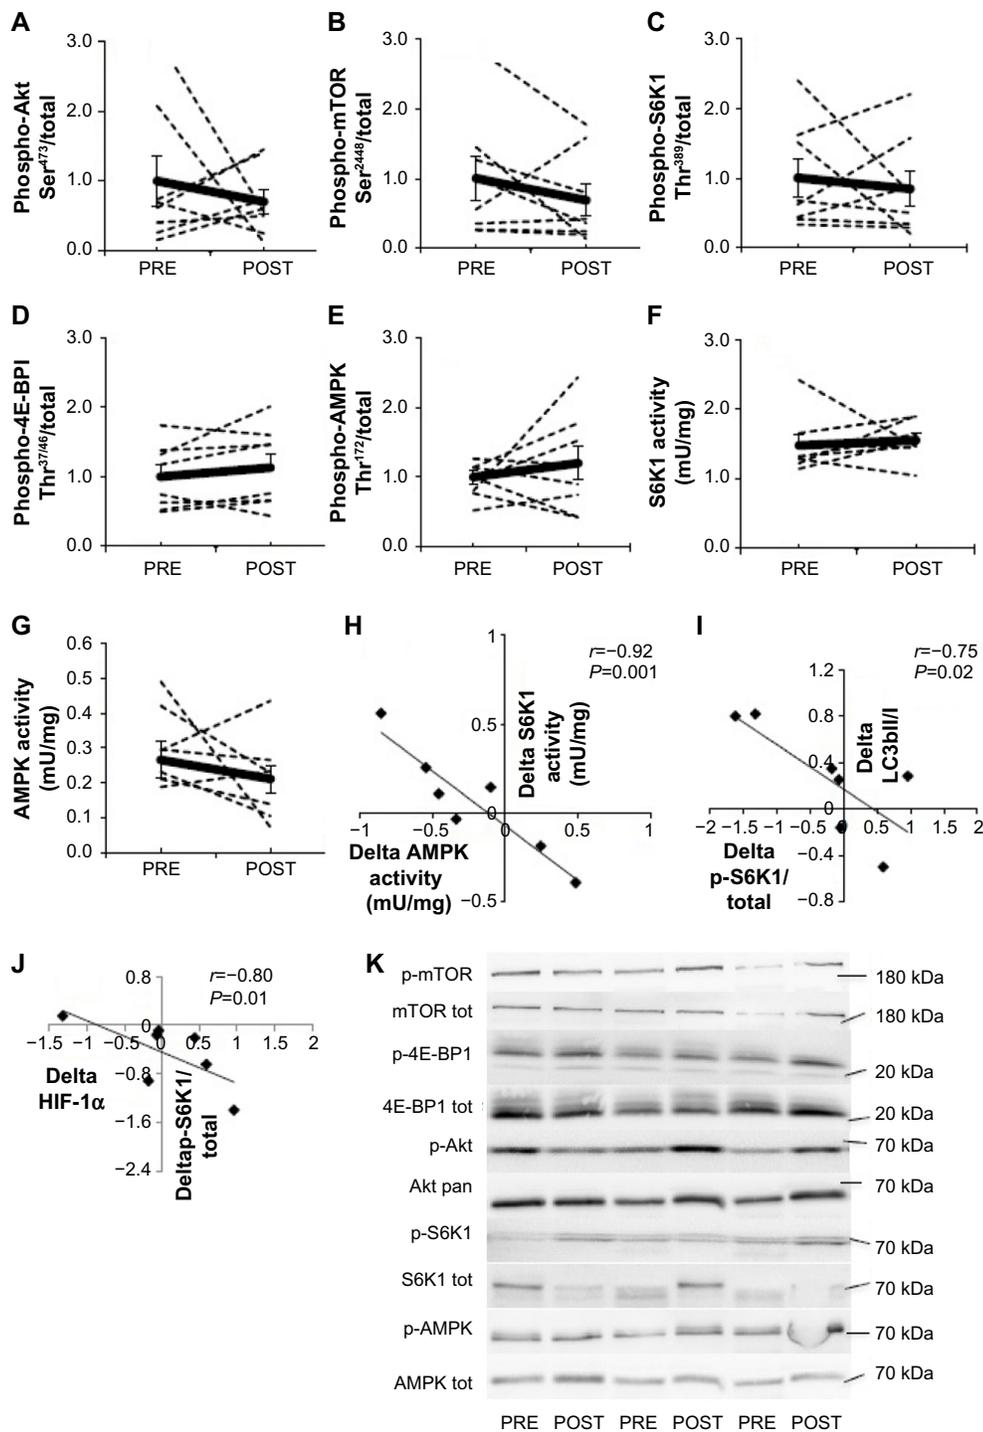 A
Phospho-Akt
Ser473/total
3.0
2.0
1.0
0.0
PRE
POST
B
Phospho-mTOR
Ser2448/total
3.0
2.0
1.0
0.0
PRE
POST
C
Phospho-S6K1
Thr389/total
3.0
2.0
1.0
0.0
PRE
POST
D
Phospho-4E-BPI
Thr37/46/total
3.0
2.0
1.0
0.0
PRE
POST
E
Phospho-AMPK
Thr172/total
3.0
2.0
1.0
0.0
PRE
POST
F
S6K1 activity
(mU/mg)
3.0
2.0
1.0
0.0
PRE
POST
G
AMPK activity
(mU/mg)
0.6
0.5
0.4
0.3
0.2
0.1
0.0
PRE
POST
H
r=−0.92
P=0.001
1
0.5
0
−0.5
−1
−0.5
0
0.5
1
Delta S6K1
activity
(mU/mg)
Delta AMPK
activity
(mU/mg)
I
r=−0.75
P=0.02
1.2
0.8
0.4
0
−0.4
−0.8
−2
−1.5
−1
−0.5
0
0.5
1
1.5
2
Delta
LC3bII/I
Delta
p-S6K1/
total
J
r=−0.80
P=0.01
0.8
0
−0.8
−1.6
−2.4
−1.5
−1
−0.5
0
0.5
1
1.5
2
Delta
HIF-1α
Deltap-S6K1/
total
K
p-mTOR
180 kDa
mTOR tot
180 kDa
p-4E-BP1
20 kDa
4E-BP1 tot
20 kDa
p-Akt
70 kDa
Akt pan
70 kDa
p-S6K1
70 kDa
S6K1 tot
70 kDa
p-AMPK
70 kDa
AMPK tot
70 kDa
PRE POST PRE POST PRE POST